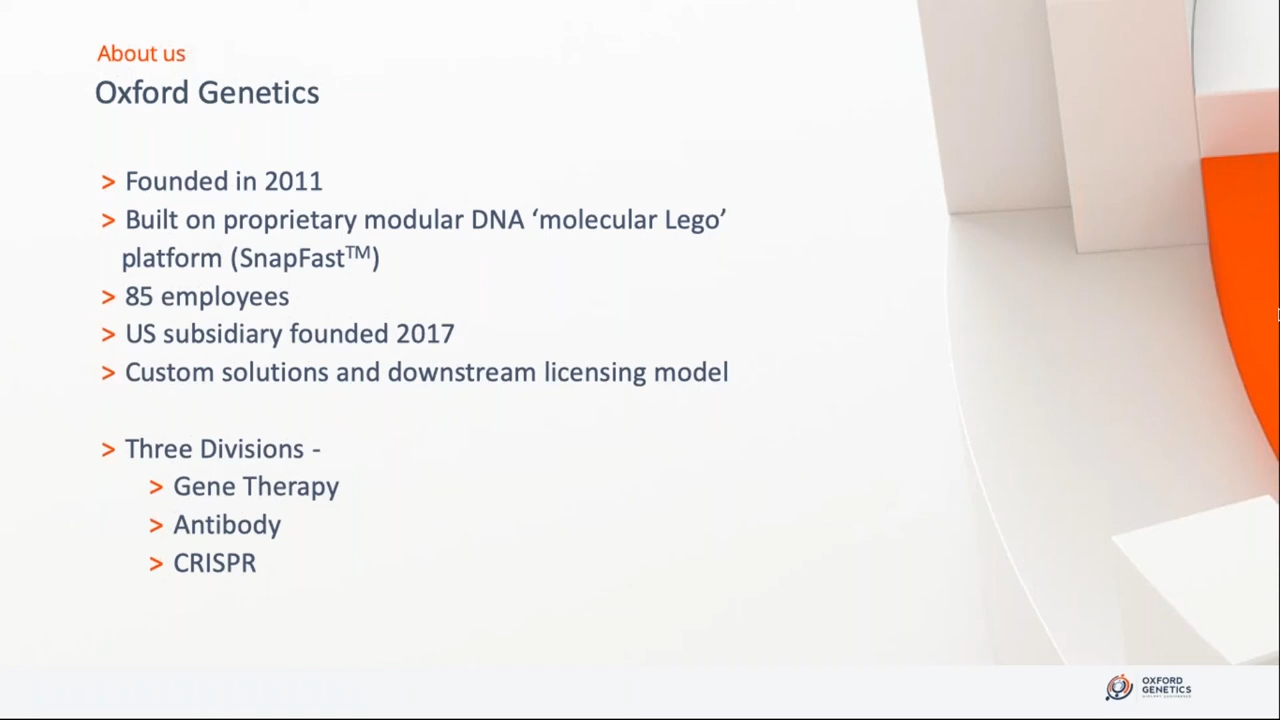 About us
Oxford Genetics
> Founded in 2011
> Built on proprietary modular DNA ‘molecular Lego’
platform (SnapFast™)
> 85 employees
> US subsidiary founded 2017
> Custom solutions and downstream licensing model
> Three Divisions -
> Gene Therapy
> Antibody
> CRISPR
OXFORD
GENETICS